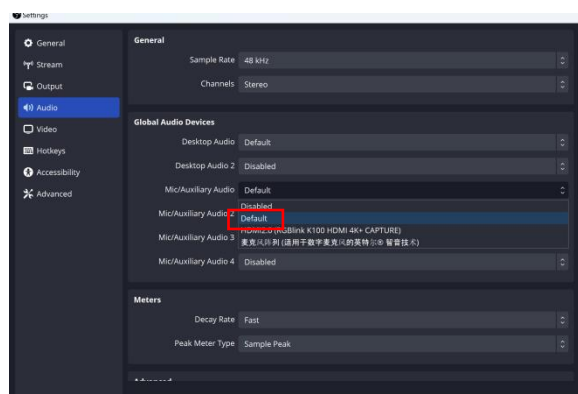 Settings
General
Stream
Output
Audio
Video
Hotkeys
Accessibility
Advanced
General
Sample Rate 48 kHz
Channels Stereo
Global Audio Devices
Desktop Audio Default
Desktop Audio 2 Disabled
Mic/Auxiliary Audio Default
Disabled
Mic/Auxiliary Audio 2
Default
HDMI2.0 (RGBlink K100 HDMI 4K+ CAPTURE)
Mic/Auxiliary Audio 3
麦克风阵列 (适用于数字麦克风的英特尔® 智音技术)
Mic/Auxiliary Audio 4 Disabled
Meters
Decay Rate Fast
Peak Meter Type Sample Peak
Advanced